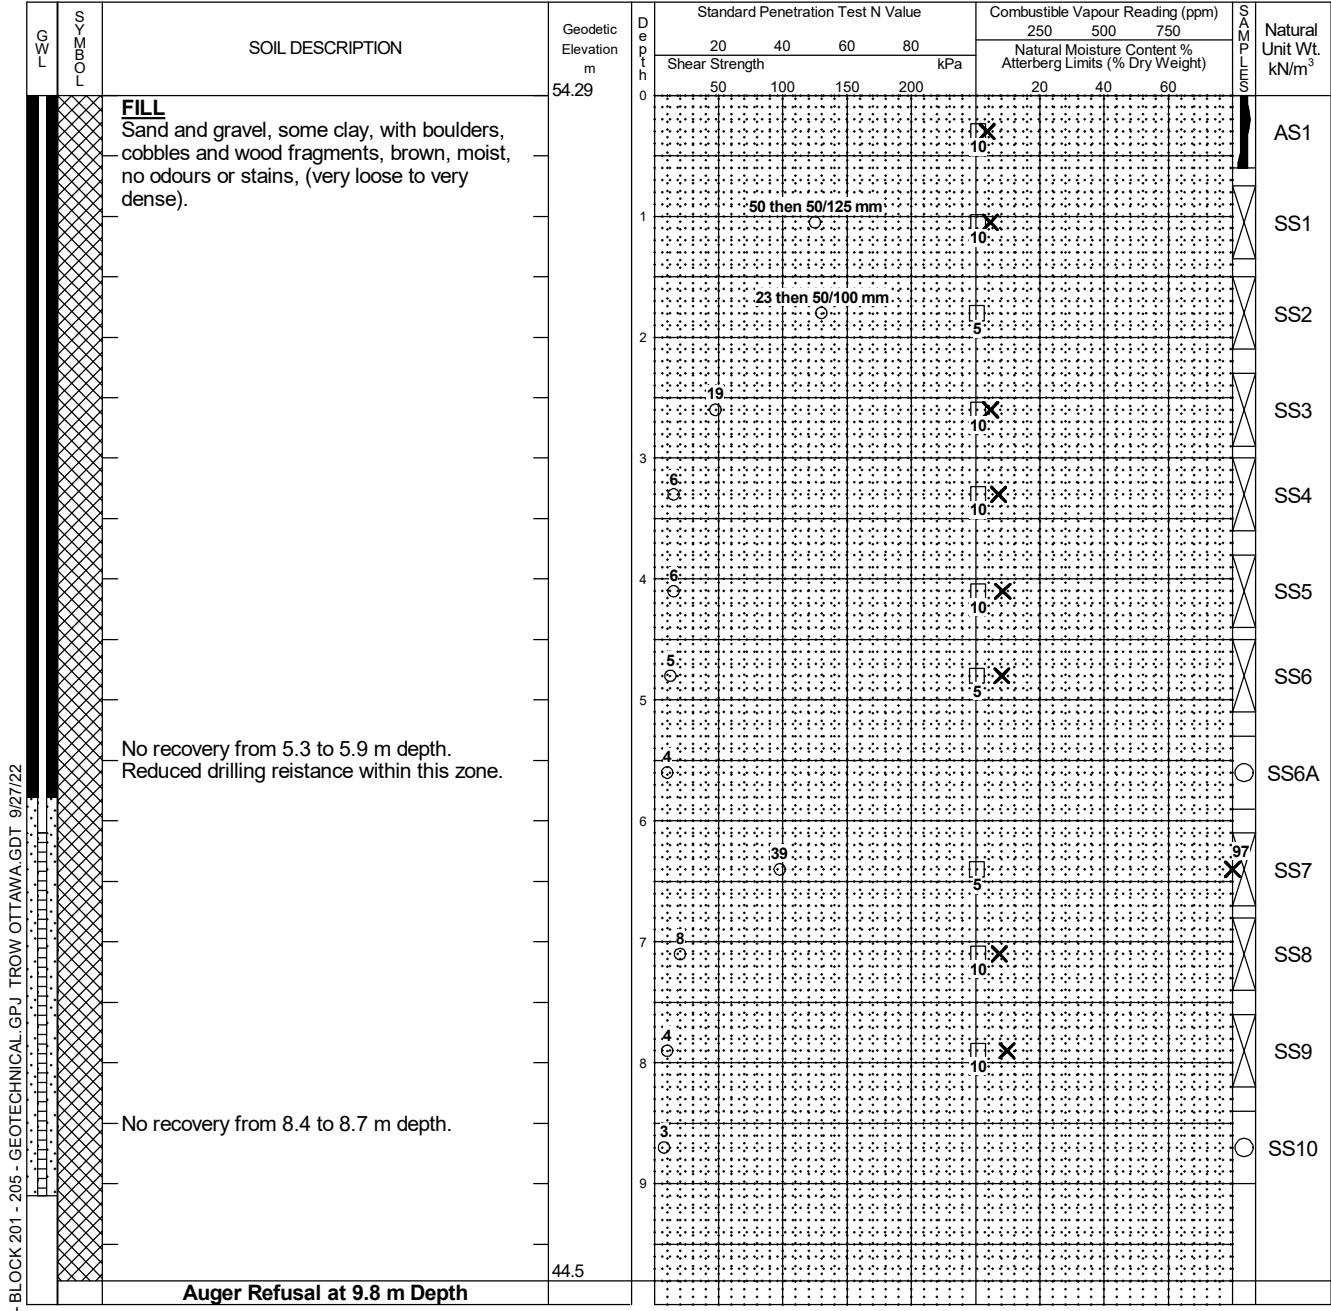 GWL
SYMBOL
SOIL DESCRIPTION
Geodetic
Elevation
m
54.29
Depth
Standard Penetration Test N Value
20 40 60 80
Shear Strength kPa
50 100 150 200
Combustible Vapour Reading (ppm)
250 500 750
Natural Moisture Content %
Atterberg Limits (% Dry Weight)
20 40 60
SAMPLES
Natural
Unit Wt.
kN/m³
0
FILL
Sand and gravel, some clay, with boulders,
cobbles and wood fragments, brown, moist,
no odours or stains, (very loose to very
dense).
10
AS1
50 then 50/125 mm
1
10
SS1
23 then 50/100 mm
5
SS2
2
19
10
SS3
3
6
10
SS4
4
6
10
SS5
5
5
SS6
5
No recovery from 5.3 to 5.9 m depth.
Reduced drilling reistance within this zone.
4
SS6A
6
39
5
97
SS7
7
8
10
SS8
4
10
SS9
8
No recovery from 8.4 to 8.7 m depth.
3
SS10
9
44.5
Auger Refusal at 9.8 m Depth
- BLOCK 201 - 205 - GEOTECHNICAL.GPJ TROW OTTAWA.GDT 9/27/22